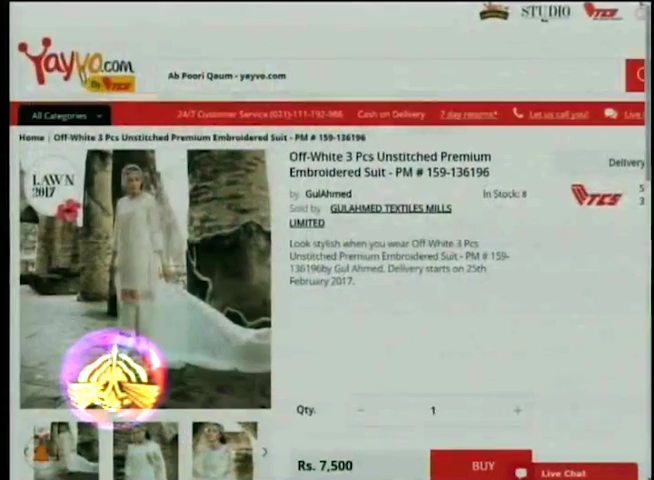 STUDIO
TCS
Yayvo.com
By TCS
Ab Poori Qaum - yayvo.com
All Categories
24/7 Customer Service (021)-111-192-986
Cash on Delivery
7 day returns*
Let us call you!
Live
Home
Off-White 3 Pcs Unstitched Premium Embroidered Suit - PM # 159-136196
LAWN
2017
Off-White 3 Pcs Unstitched Premium
Embroidered Suit - PM # 159-136196
by GulAhmed
In Stock: 8
Sold by GULAHMED TEXTILES MILLS
LIMITED
Look stylish when you wear Off-White 3 Pcs
Unstitched Premium Embroidered Suit - PM # 159-
136196by Gul Ahmed. Delivery starts on 25th
February 2017.
Delivery
TCS
Qty.
1
Rs. 7,500
BUY
Live Chat